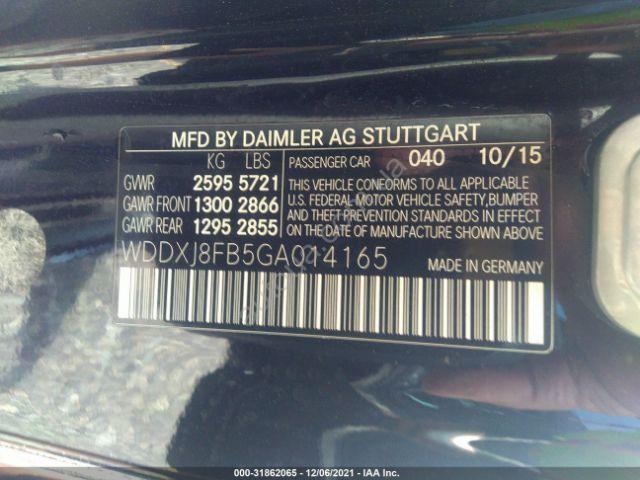 MFD BY DAIMLER AG STUTTGART
KG LBS PASSENGER CAR 040 10/15
GVWR 2595 5721
GAWR FRONT 1300 2866
GAWR REAR 1295 2855
THIS VEHICLE CONFORMS TO ALL APPLICABLE
U.S. FEDERAL MOTOR VEHICLE SAFETY,BUMPER
AND THEFT PREVENTION STANDARDS IN EFFECT
ON THE DATE OF MANUFACTURE SHOWN ABOVE.
WDDXJ8FB5GA014165 MADE IN GERMANY
000-31862065 - 12/06/2021 - IAA Inc.